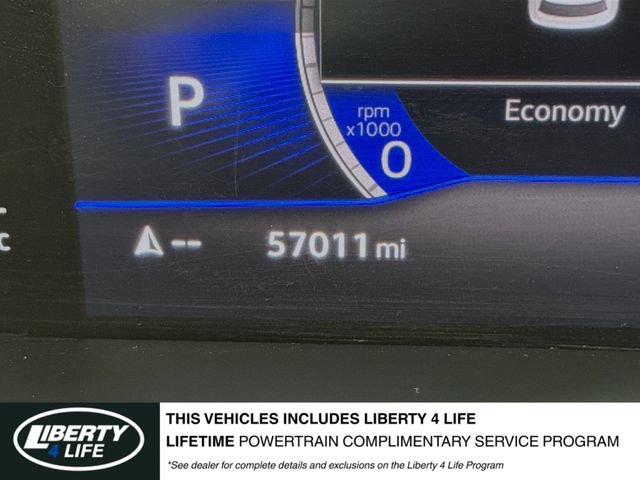 P
rpm
x1000
0
Economy
c
-- 57011 mi
LIBERTY
4 LIFE
THIS VEHICLES INCLUDES LIBERTY 4 LIFE
LIFETIME POWERTRAIN COMPLIMENTARY SERVICE PROGRAM
*See dealer for complete details and exclusions on the Liberty 4 Life Program